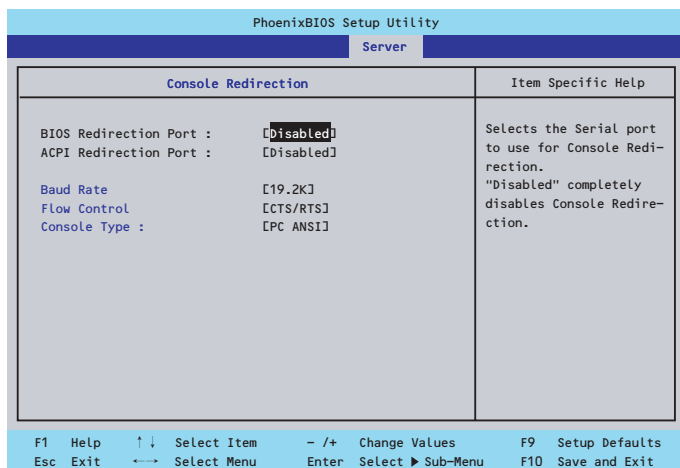 PhoenixBIOS Setup Utility
Server
Console Redirection
BIOS Redirection Port : [Disabled]
ACPI Redirection Port : [Disabled]
Baud Rate [19.2K]
Flow Control [CTS/RTS]
Console Type : [PC ANSI]
Item Specific Help
Selects the Serial port
to use for Console Redi-
rection.
"Disabled" completely
disables Console Redire-
ction.
F1 Help ↑↓ Select Item - /+ Change Values F9 Setup Defaults
Esc Exit ←→ Select Menu Enter Select ▶ Sub-Menu F10 Save and Exit